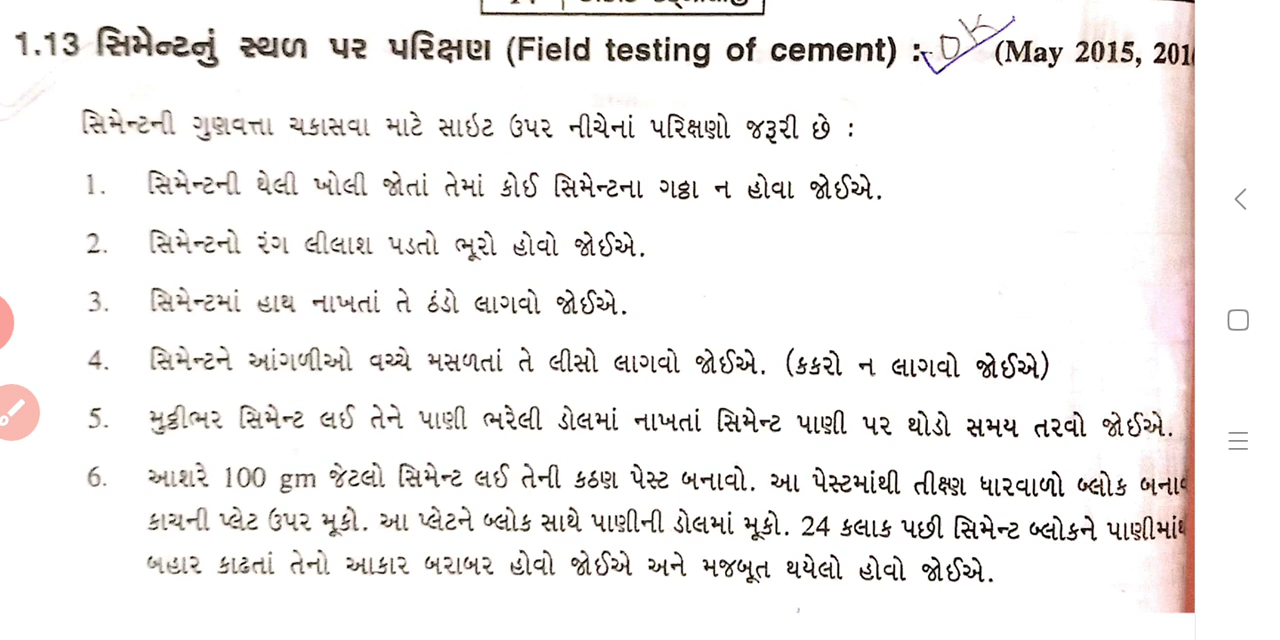 1.13 સિમેન્ટનું સ્થળ પર પરિક્ષણ (Field testing of cement) : OK (May 2015,
સિમેન્ટની ગુણવત્તા ચકાસવા માટે સાઇટ ઉપર નીચેનાં પરિક્ષણો જરૂરી છે :
1. સિમેન્ટની થેલી ખોલી જોતાં તેમાં કોઈ સિમેન્ટના ગઠ્ઠા ન હોવા જોઈએ.
2. સિમેન્ટનો રંગ લીલાશ પડતો ભૂરો હોવો જોઈએ.
3. સિમેન્ટમાં હાથ નાખતાં તે ઠંડો લાગવો જોઈએ.
4. સિમેન્ટને આંગળીઓ વચ્ચે મસળતાં તે લીસો લાગવો જોઈએ. (કકરો ન લાગવો જોઈએ)
5. મુઠ્ઠીભર સિમેન્ટ લઈ તેને પાણી ભરેલી ડોલમાં નાખતાં સિમેન્ટ પાણી પર થોડો સમય તરવો જોઈએ.
6. આશરે 100 gm જેટલો સિમેન્ટ લઈ તેની કઠણ પેસ્ટ બનાવો. આ પેસ્ટમાંથી તીક્ષ્ણ ધારવાળો બ્લોક
કાચની પ્લેટ ઉપર મૂકો. આ પ્લેટને બ્લોક સાથે પાણીની ડોલમાં મૂકો. 24 કલાક પછી સિમેન્ટ બ્લોકને
બહાર કાઢતાં તેનો આકાર બરાબર હોવો જોઈએ અને મજબૂત થયેલો હોવો જોઈએ.